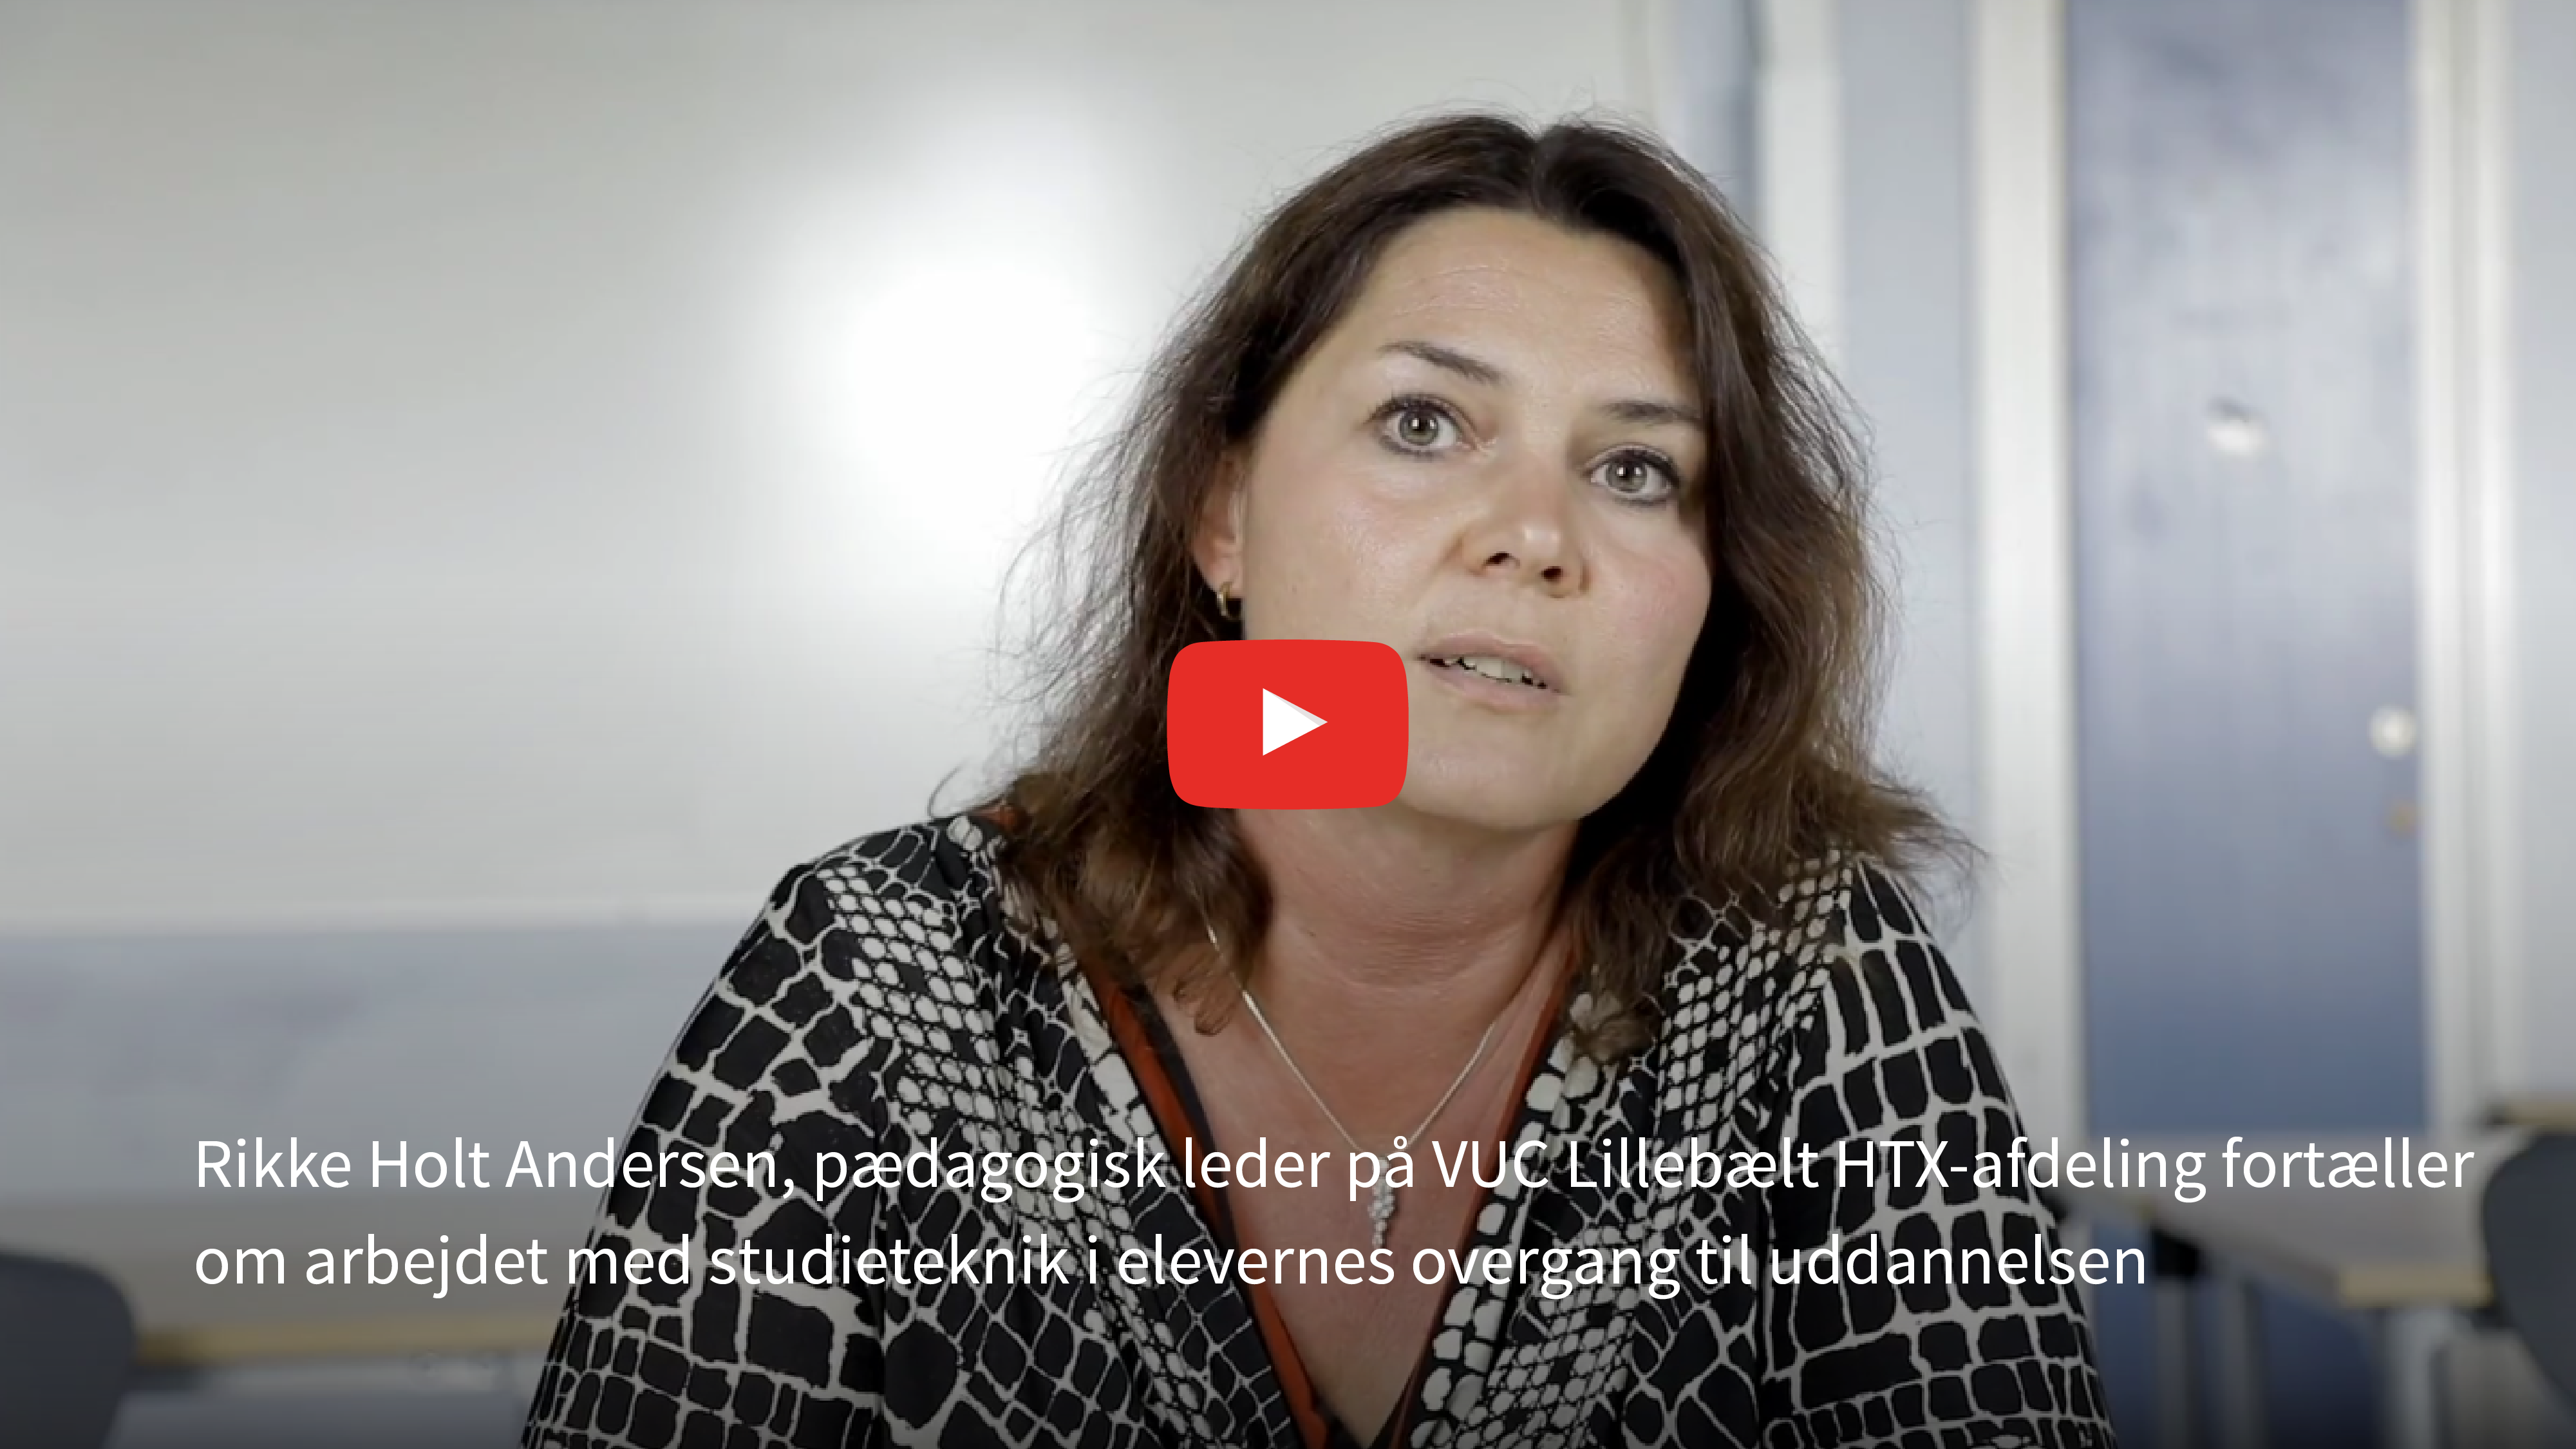 Rikke Holt Andersen, pædagogisk leder på VUC Lillebælt HTX-afdeling fortæller
om arbejdet med studieteknik i elevernes overgang til uddannelsen